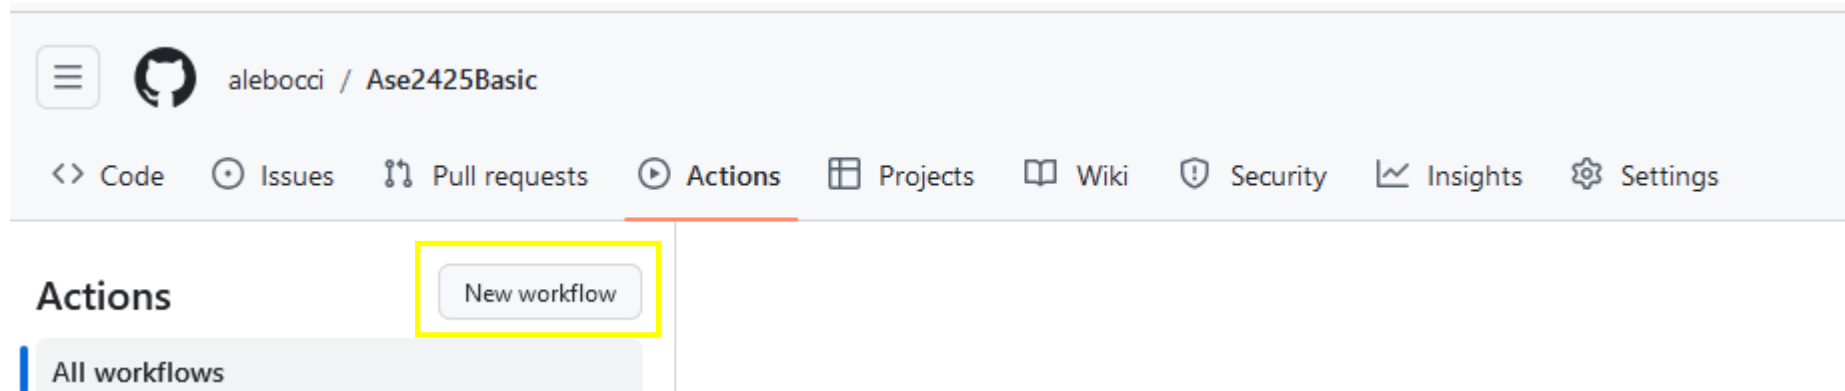 alebocci / Ase2425Basic
Code Issues Pull requests Actions Projects Wiki Security Insights Settings
Actions New workflow
All workflows